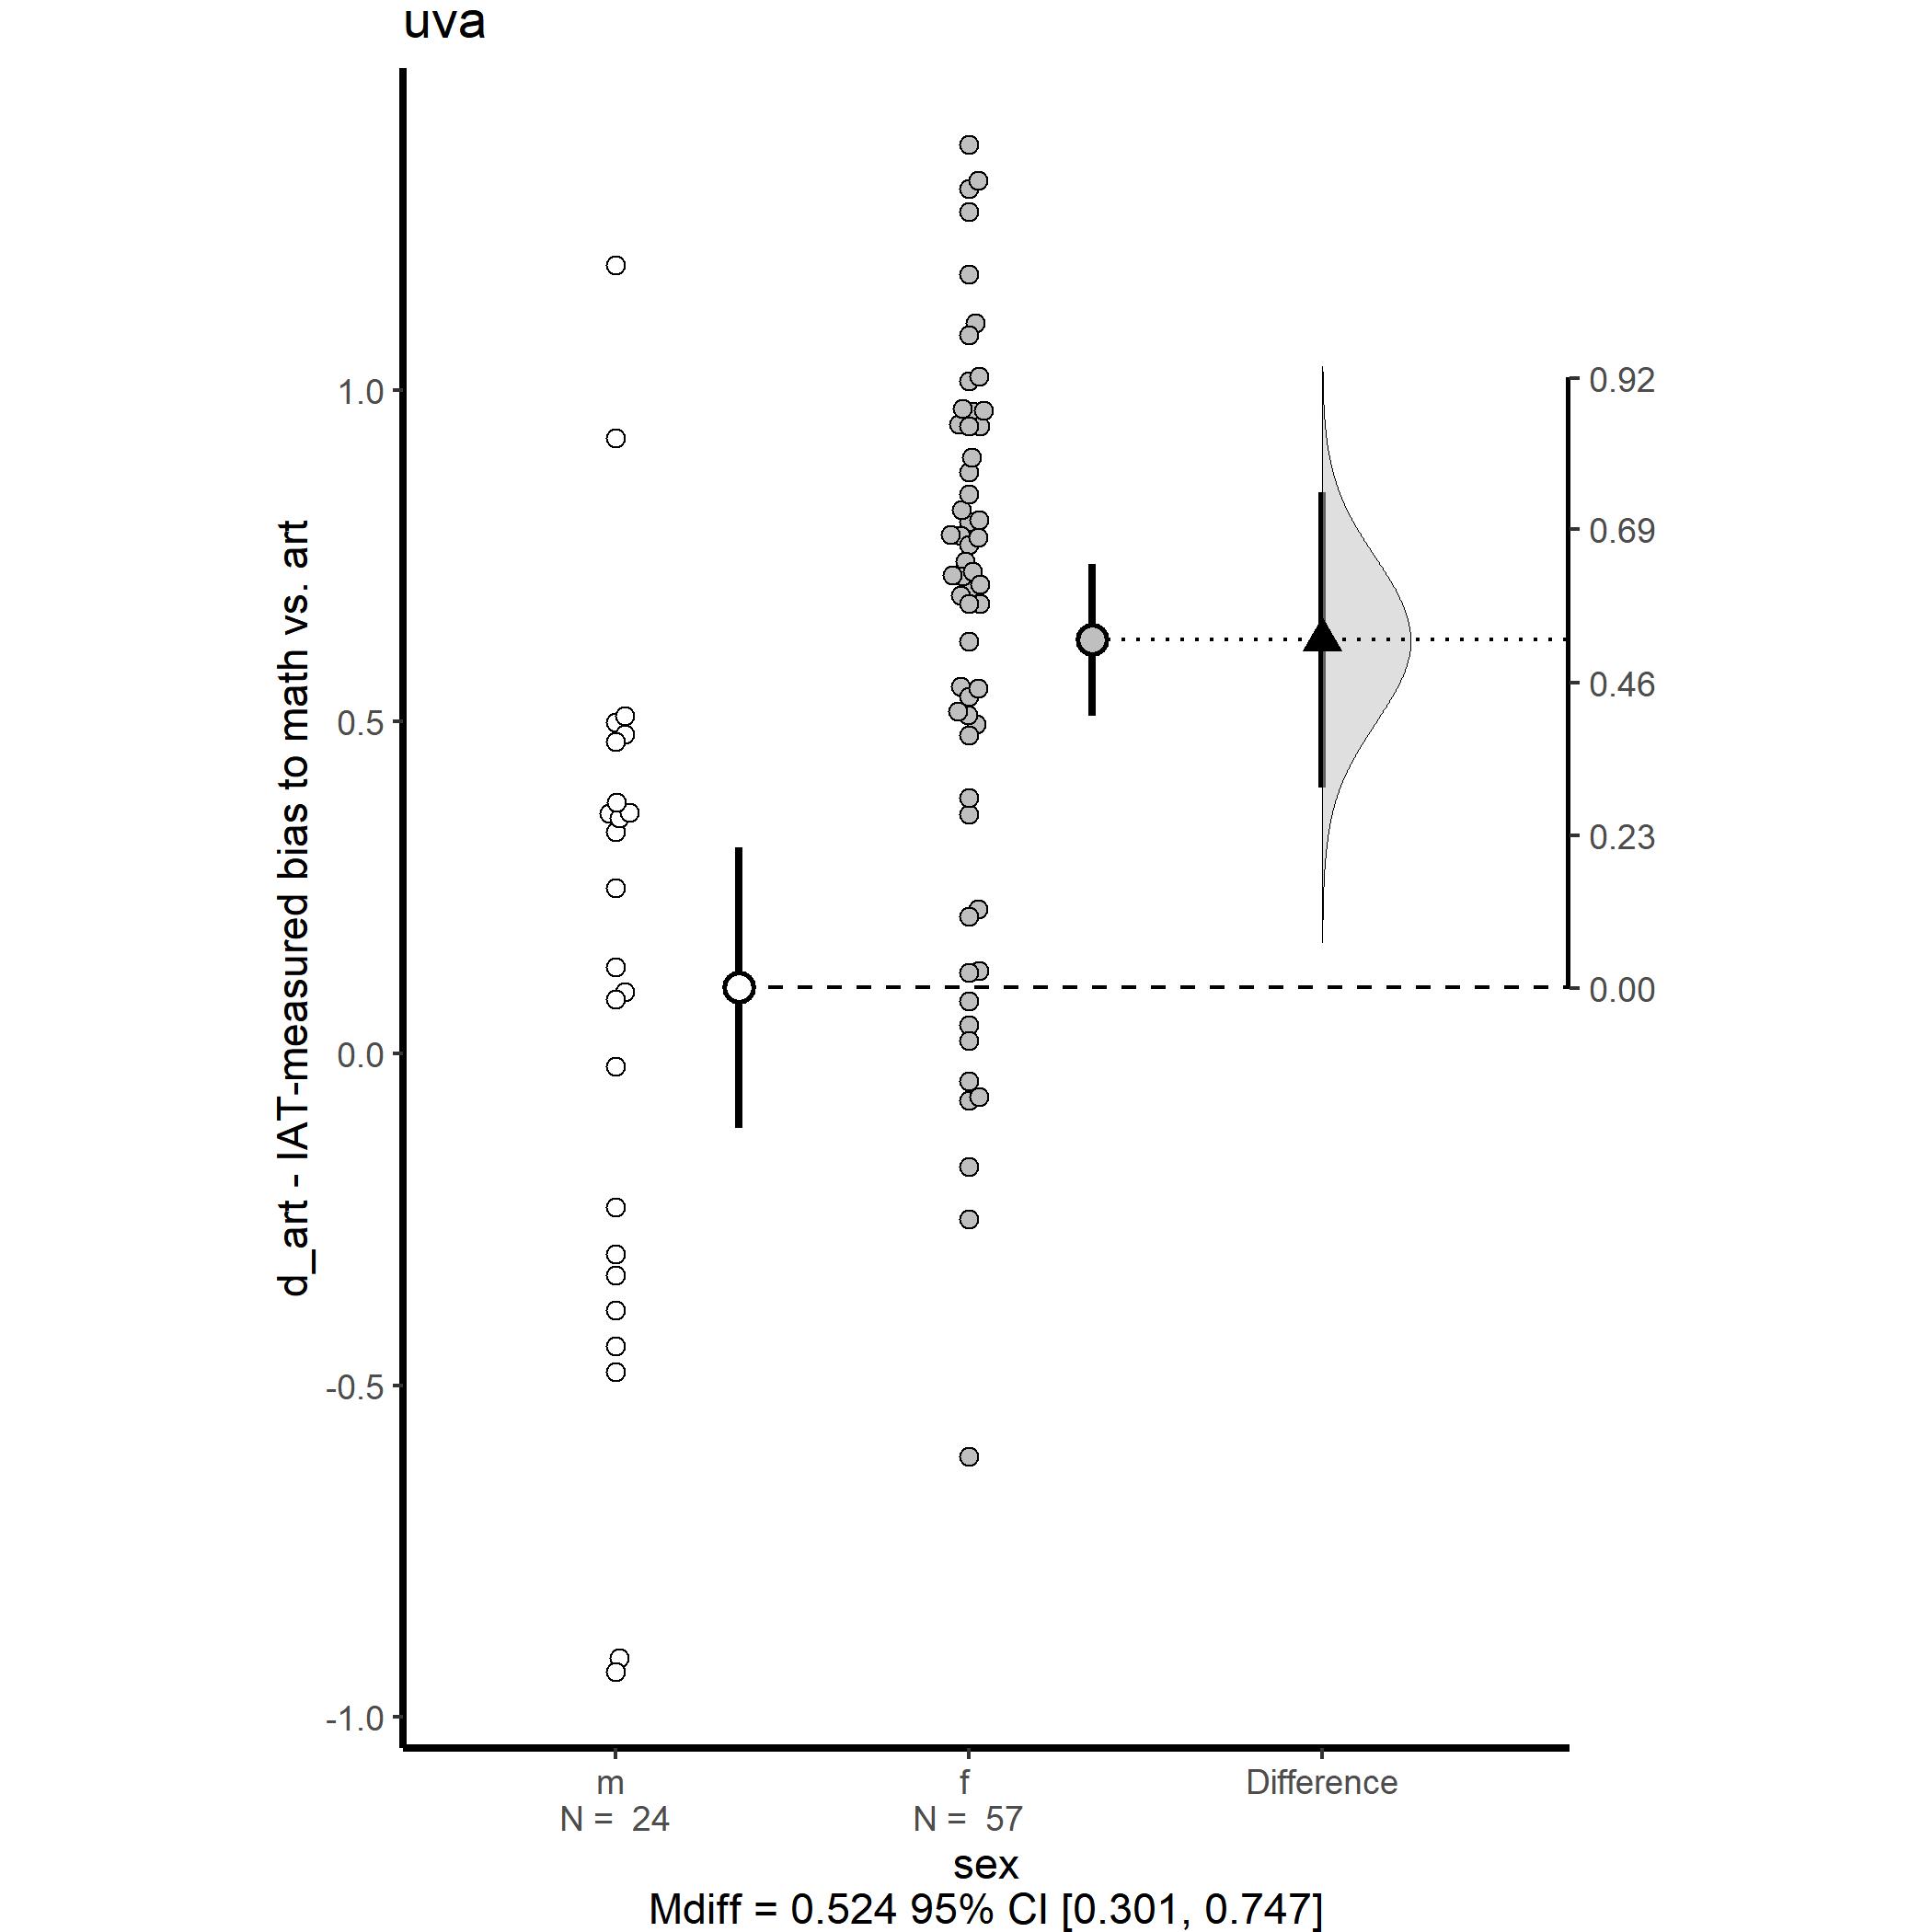 uva
d_art - IAT-measured bias to math vs. art
1.0
0.5
0.0
-0.5
-1.0
0.92
0.69
0.46
0.23
0.00
m
N =  24
f
N =  57
Difference
sex
Mdiff = 0.524 95% CI [0.301, 0.747]